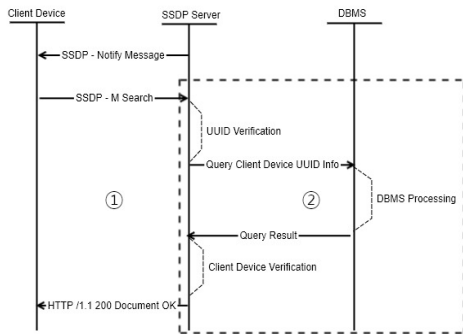 Client Device
SSDP Server
DBMS
SSDP - Notify Message
SSDP - M Search
UUID Verification
Query Client Device UUID Info
①
②
DBMS Processing
Query Result
Client Device Verification
HTTP /1.1 200 Document OK